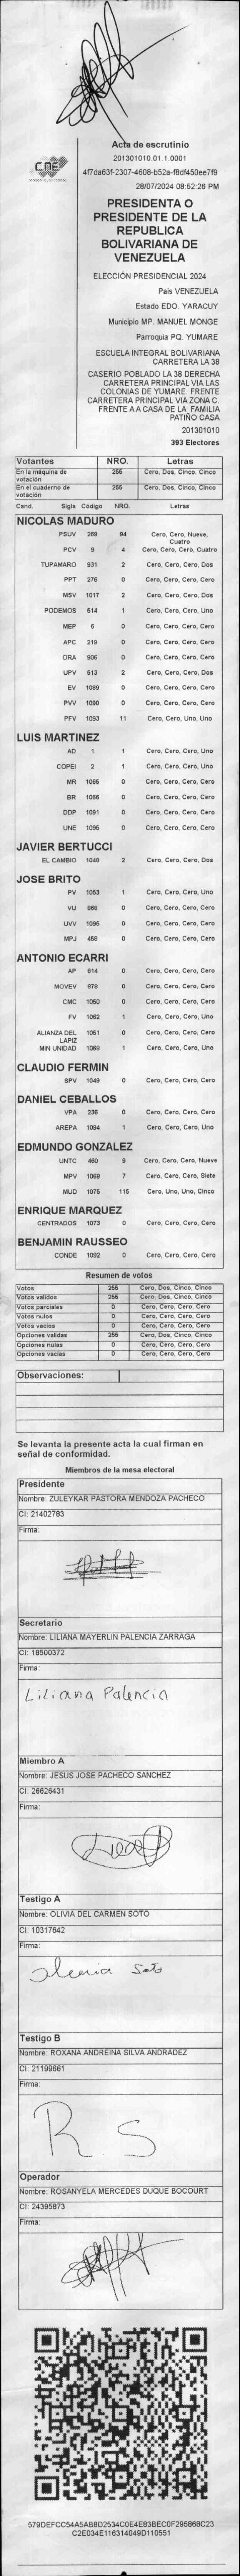 Acta de escrutinio
201301010.01.1.0001
4f7da63f-2307-4608-b52a-f8df450ee7f9
28/07/2024 08:52:26 PM
CNE
PRESIDENTA O
PRESIDENTE DE LA
REPUBLICA
BOLIVARIANA DE
VENEZUELA
ELECCIÓN PRESIDENCIAL 2024
País VENEZUELA
Estado EDO. YARACUY
Municipio MP. MANUEL MONGE
Parroquia PQ. YUMARE
ESCUELA INTEGRAL BOLIVARIANA
CARRETERA LA 38
CASERIO POBLADO LA 38 DERECHA
CARRETERA PRINCIPAL VIA LAS
COLONIAS DE YUMARE. FRENTE
CARRETERA PRINCIPAL VIA ZONA C.
FRENTE A A CASA DE LA FAMILIA
PATIÑO CASA
201301010
393 Electores
Votantes NRO. Letras
En la máquina de votación 255 Cero, Dos, Cinco, Cinco
En el cuaderno de votación 255 Cero, Dos, Cinco, Cinco
Cand. Sigla Código NRO. Letras
NICOLAS MADURO
PSUV 269 94 Cero, Cero, Nueve, Cuatro
PCV 9 4 Cero, Cero, Cero, Cuatro
TUPAMARO 931 2 Cero, Cero, Cero, Dos
PPT 276 0 Cero, Cero, Cero, Cero
MSV 1017 2 Cero, Cero, Cero, Dos
PODEMOS 514 1 Cero, Cero, Cero, Uno
MEP 6 0 Cero, Cero, Cero, Cero
APC 219 0 Cero, Cero, Cero, Cero
ORA 906 0 Cero, Cero, Cero, Cero
UPV 513 2 Cero, Cero, Cero, Dos
EV 1089 0 Cero, Cero, Cero, Cero
PVV 1090 0 Cero, Cero, Cero, Cero
PFV 1093 11 Cero, Cero, Uno, Uno
LUIS MARTINEZ
AD 1 1 Cero, Cero, Cero, Uno
COPEI 2 1 Cero, Cero, Cero, Uno
MR 1065 0 Cero, Cero, Cero, Cero
BR 1066 0 Cero, Cero, Cero, Cero
DDP 1091 0 Cero, Cero, Cero, Cero
UNE 1095 0 Cero, Cero, Cero, Cero
JAVIER BERTUCCI
EL CAMBIO 1048 2 Cero, Cero, Cero, Dos
JOSE BRITO
PV 1053 1 Cero, Cero, Cero, Uno
VU 868 0 Cero, Cero, Cero, Cero
UVV 1096 0 Cero, Cero, Cero, Cero
MPJ 459 0 Cero, Cero, Cero, Cero
ANTONIO ECARRI
AP 614 0 Cero, Cero, Cero, Cero
MOVEV 878 0 Cero, Cero, Cero, Cero
CMC 1050 0 Cero, Cero, Cero, Cero
FV 1062 1 Cero, Cero, Cero, Uno
ALIANZA DEL LAPIZ 1051 0 Cero, Cero, Cero, Cero
MIN UNIDAD 1058 1 Cero, Cero, Cero, Uno
CLAUDIO FERMIN
SPV 1049 0 Cero, Cero, Cero, Cero
DANIEL CEBALLOS
VPA 236 0 Cero, Cero, Cero, Cero
AREPA 1094 1 Cero, Cero, Cero, Uno
EDMUNDO GONZALEZ
UNTC 460 9 Cero, Cero, Cero, Nueve
MPV 1069 7 Cero, Cero, Cero, Siete
MUD 1075 115 Cero, Uno, Uno, Cinco
ENRIQUE MARQUEZ
CENTRADOS 1073 0 Cero, Cero, Cero, Cero
BENJAMIN RAUSSEO
CONDE 1092 0 Cero, Cero, Cero, Cero
Resumen de votos
Votos 255 Cero, Dos, Cinco, Cinco
Votos validos 255 Cero, Dos, Cinco, Cinco
Votos parciales 0 Cero, Cero, Cero, Cero
Votos nulos 0 Cero, Cero, Cero, Cero
Votos vacios 0 Cero, Cero, Cero, Cero
Opciones validas 255 Cero, Dos, Cinco, Cinco
Opciones nulas 0 Cero, Cero, Cero, Cero
Opciones vacias 0 Cero, Cero, Cero, Cero
Observaciones:
Se levanta la presente acta la cual firman en
señal de conformidad.
Miembros de la mesa electoral
Presidente
Nombre: ZULEYKAR PASTORA MENDOZA PACHECO
CI: 21402783
Firma:
Secretario
Nombre: LILIANA MAYERLIN PALENCIA ZARRAGA
CI: 18500372
Firma:
Liliana Palencia
Miembro A
Nombre: JESUS JOSE PACHECO SANCHEZ
CI: 26626431
Firma:
Testigo A
Nombre: OLIVIA DEL CARMEN SOTO
CI: 10317642
Firma:
Soto
Testigo B
Nombre: ROXANA ANDREINA SILVA ANDRADEZ
CI: 21199661
Firma:
R S
Operador
Nombre: ROSANYELA MERCEDES DUQUE BOCOURT
CI: 24395873
Firma:
579DEFCC54A5AB8D2534C0E4E83BEC0F295868C23
C2E034E116314049D110551